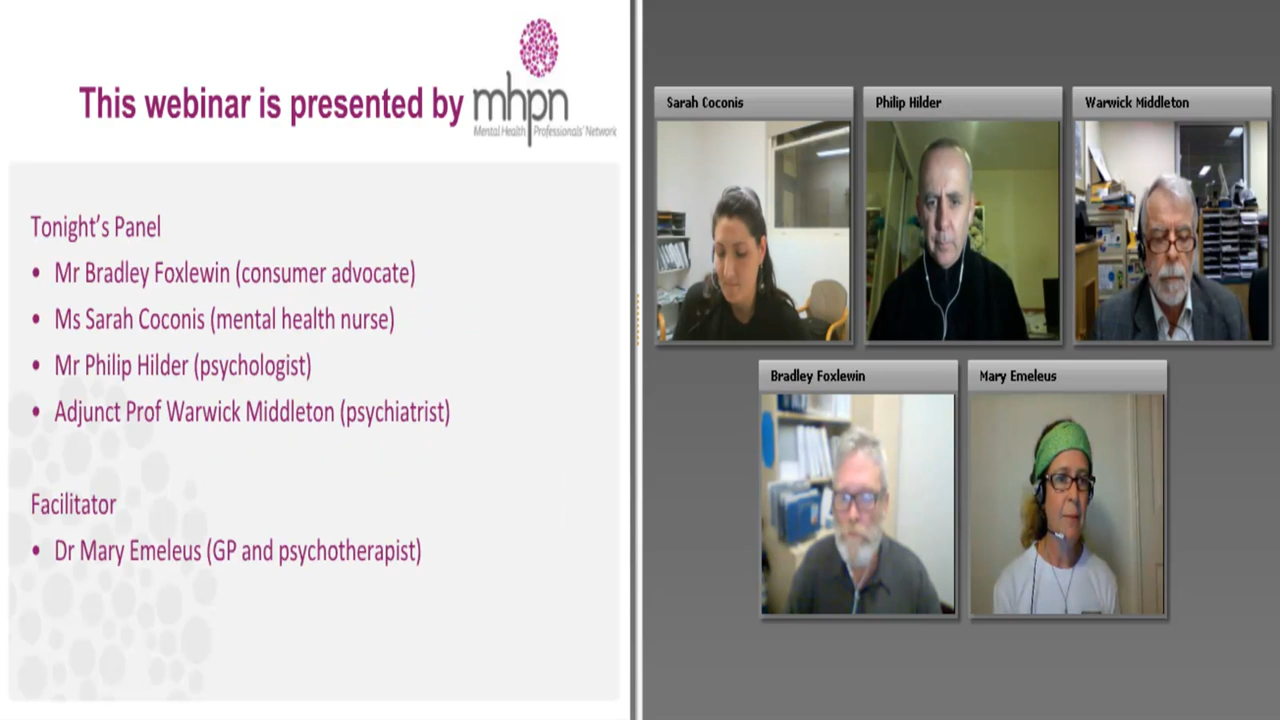 This webinar is presented by
mhpn
Mental Health Professionals' Network
Tonight's Panel
• Mr Bradley Foxlewin (consumer advocate)
• Ms Sarah Coconis (mental health nurse)
• Mr Philip Hilder (psychologist)
• Adjunct Prof Warwick Middleton (psychiatrist)
Facilitator
• Dr Mary Emeleus (GP and psychotherapist)
Sarah Coconis
Philip Hilder
Warwick Middleton
Bradley Foxlewin
Mary Emeleus